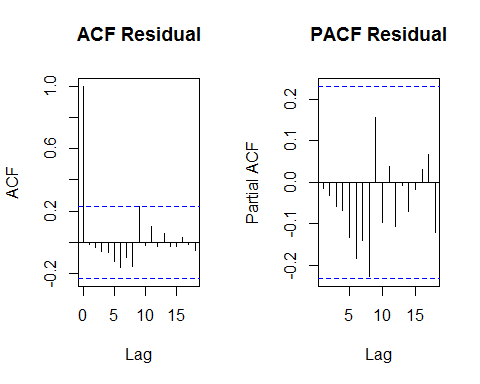 ACF Residual
ACF
1.0
0.6
0.2
-0.2
0 5 10 15
Lag
PACF Residual
Partial ACF
0.2
0.1
0.0
-0.1
-0.2
5 10 15
Lag